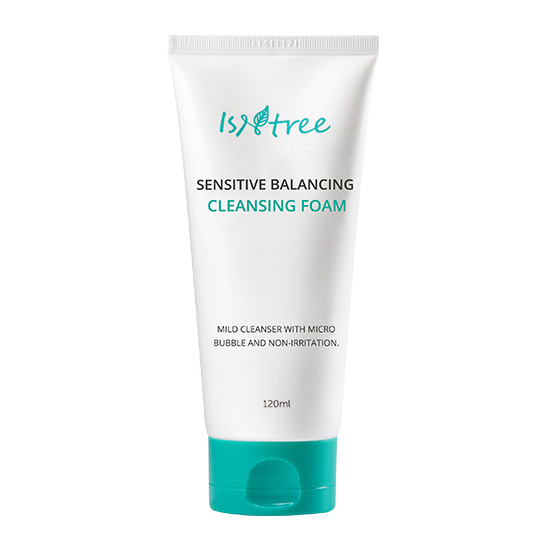 Isntree
SENSITIVE BALANCING
CLEANSING FOAM
MILD CLEANSER WITH MICRO
BUBBLE AND NON-IRRITATION.
120ml